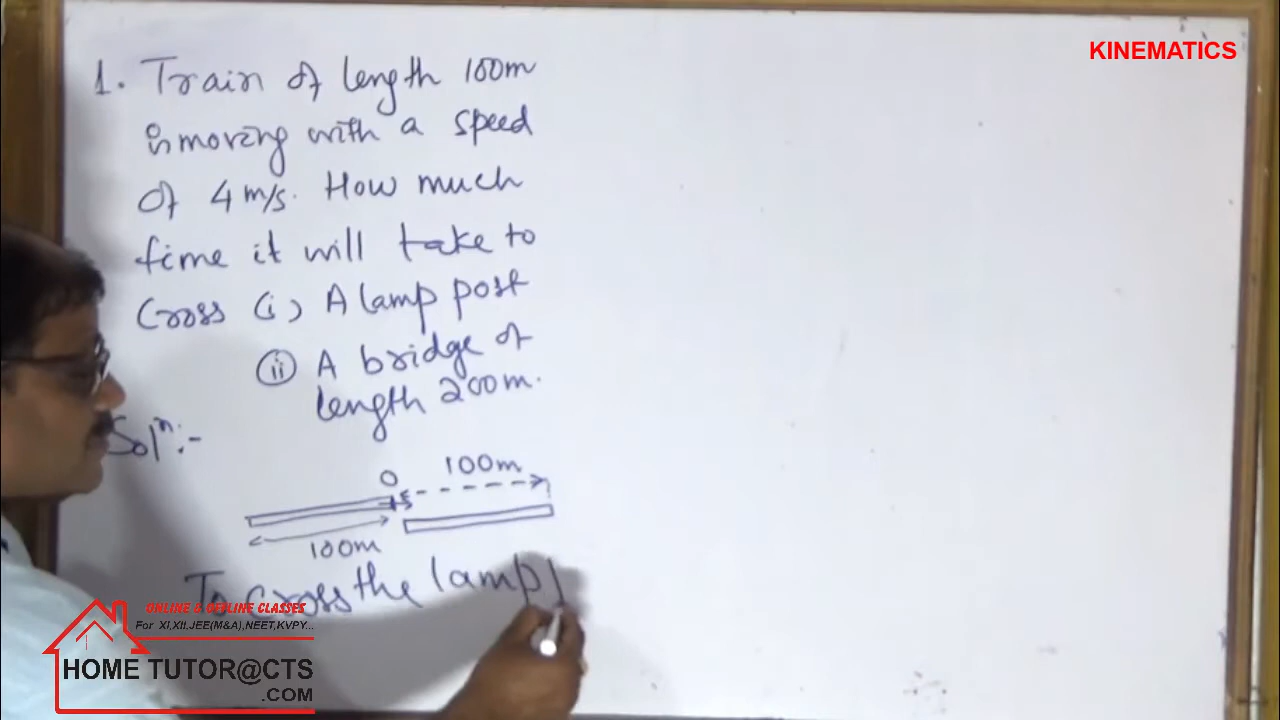 KINEMATICS
1. Train of length 100m
is moving with a speed
of 4 m/s. How much
time it will take to
Cross (i) A lamp post
(ii) A bridge of
length 200m.
Solⁿ:-
O
100m
100m
To cross the lamp
ONLINE & OFFLINE CLASSES
For XI,XII.JEE(M&A),NEET,KVPY...
HOME TUTOR@CTS
.COM